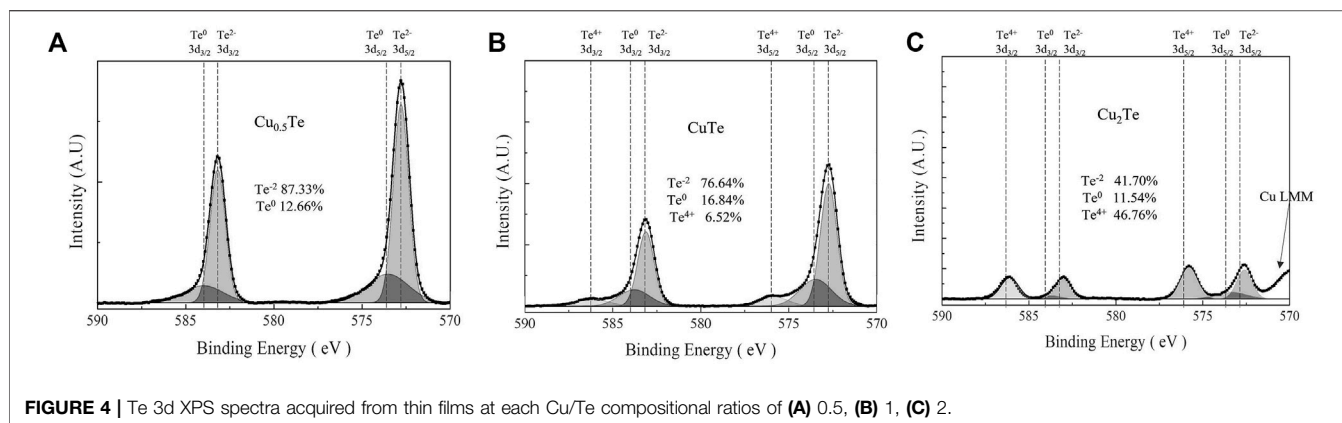 A
Te⁰ Te²⁻
3d₃/₂ 3d₃/₂
Te⁰ Te²⁻
3d₅/₂ 3d₅/₂
Cu₀.₅Te
Te⁻² 87.33%
Te⁰ 12.66%
Intensity (A.U)
590 585 580 575 570
Binding Energy ( eV )
B
Te⁴⁺ Te⁰ Te²⁻
3d₃/₂ 3d₃/₂ 3d₃/₂
Te⁴⁺ Te⁰ Te²⁻
3d₅/₂ 3d₅/₂ 3d₅/₂
CuTe
Te⁻² 76.64%
Te⁰ 16.84%
Te⁴⁺ 6.52%
Intensity (A.U.)
590 585 580 575 570
Binding Energy ( eV )
C
Te⁴⁺ Te⁰ Te²⁻
3d₃/₂ 3d₃/₂ 3d₃/₂
Te⁴⁺ Te⁰ Te²⁻
3d₅/₂ 3d₅/₂ 3d₅/₂
Cu₂Te
Te⁻² 41.70%
Te⁰ 11.54%
Te⁴⁺ 46.76%
Cu LMM
Intensity (A.U.)
590 585 580 575 570
Binding Energy ( eV )
FIGURE 4 | Te 3d XPS spectra acquired from thin films at each Cu/Te compositional ratios of (A) 0.5, (B) 1, (C) 2.